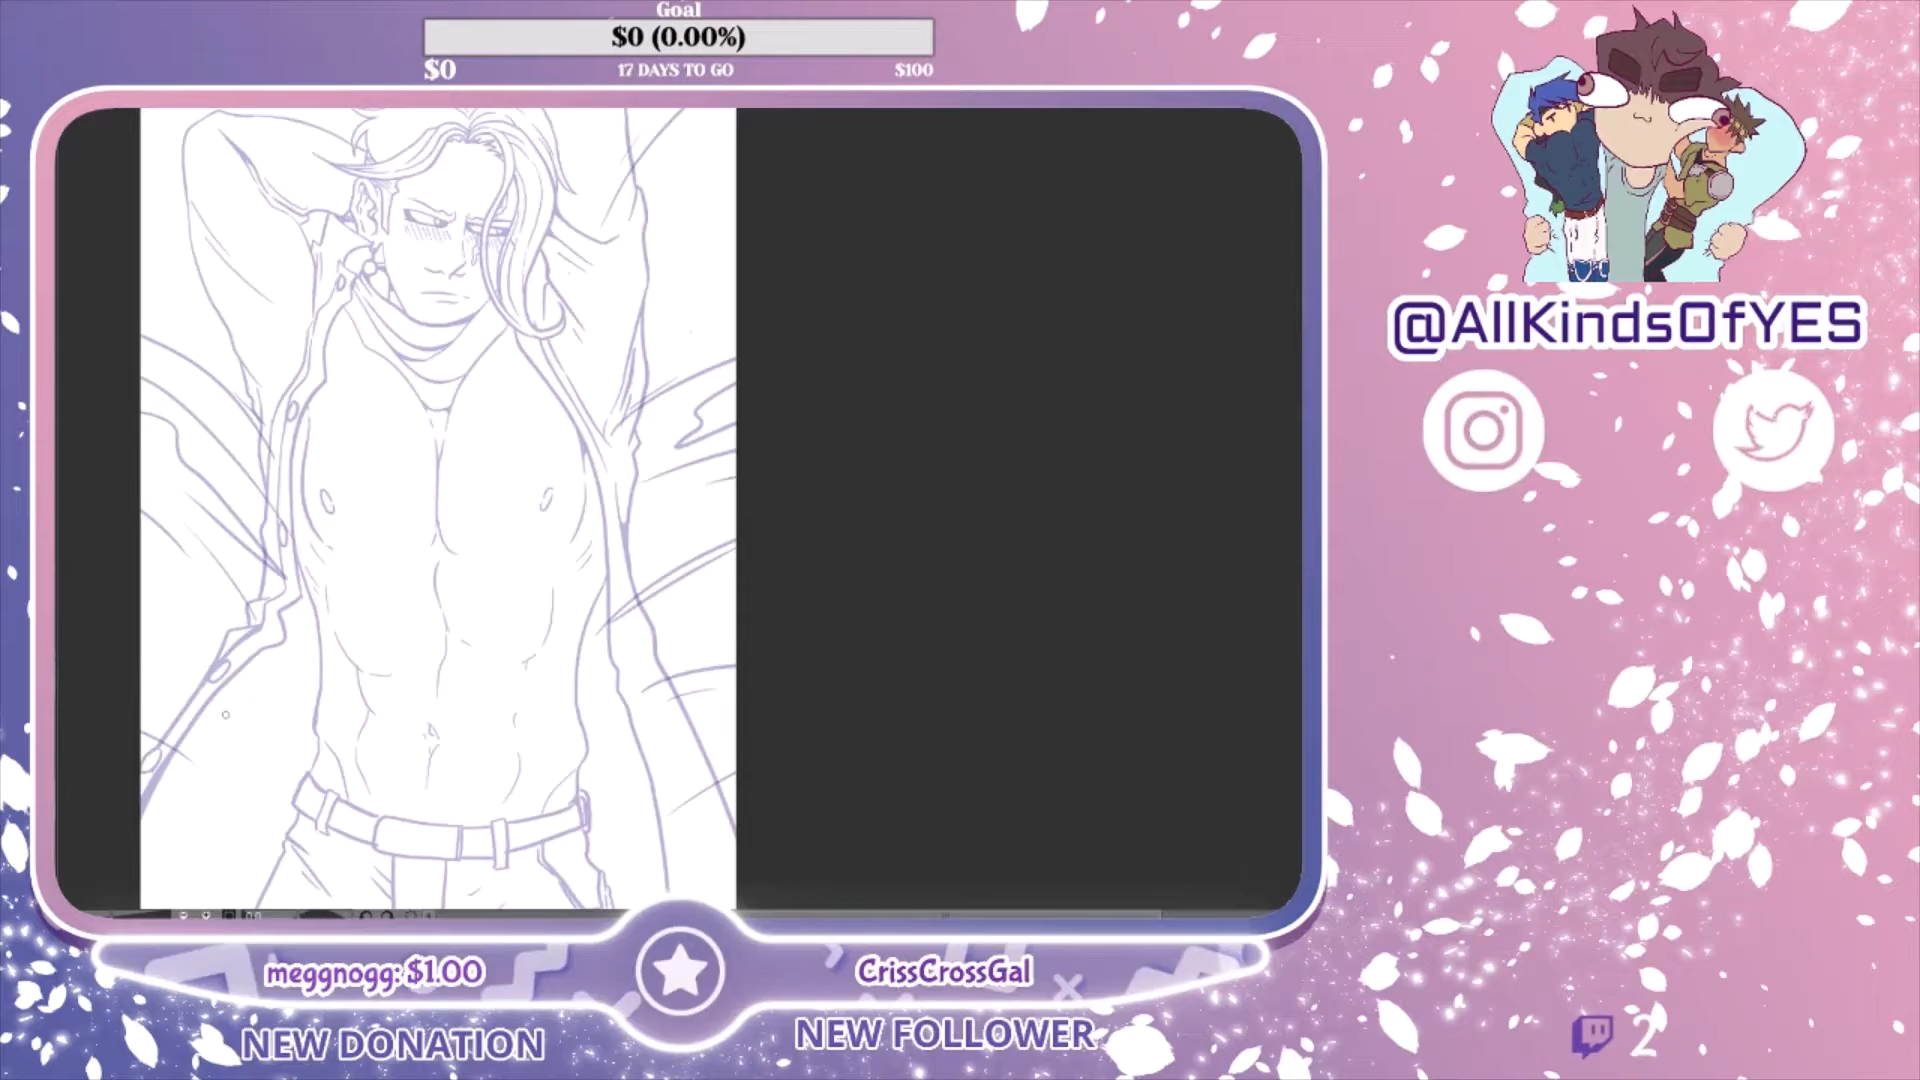 Goal
$0 (0.00%)
$0 17 DAYS TO GO $100
@AllKindsOfYES
meggnogg: $1.00
CrissCrossGal
NEW DONATION
NEW FOLLOWER
2